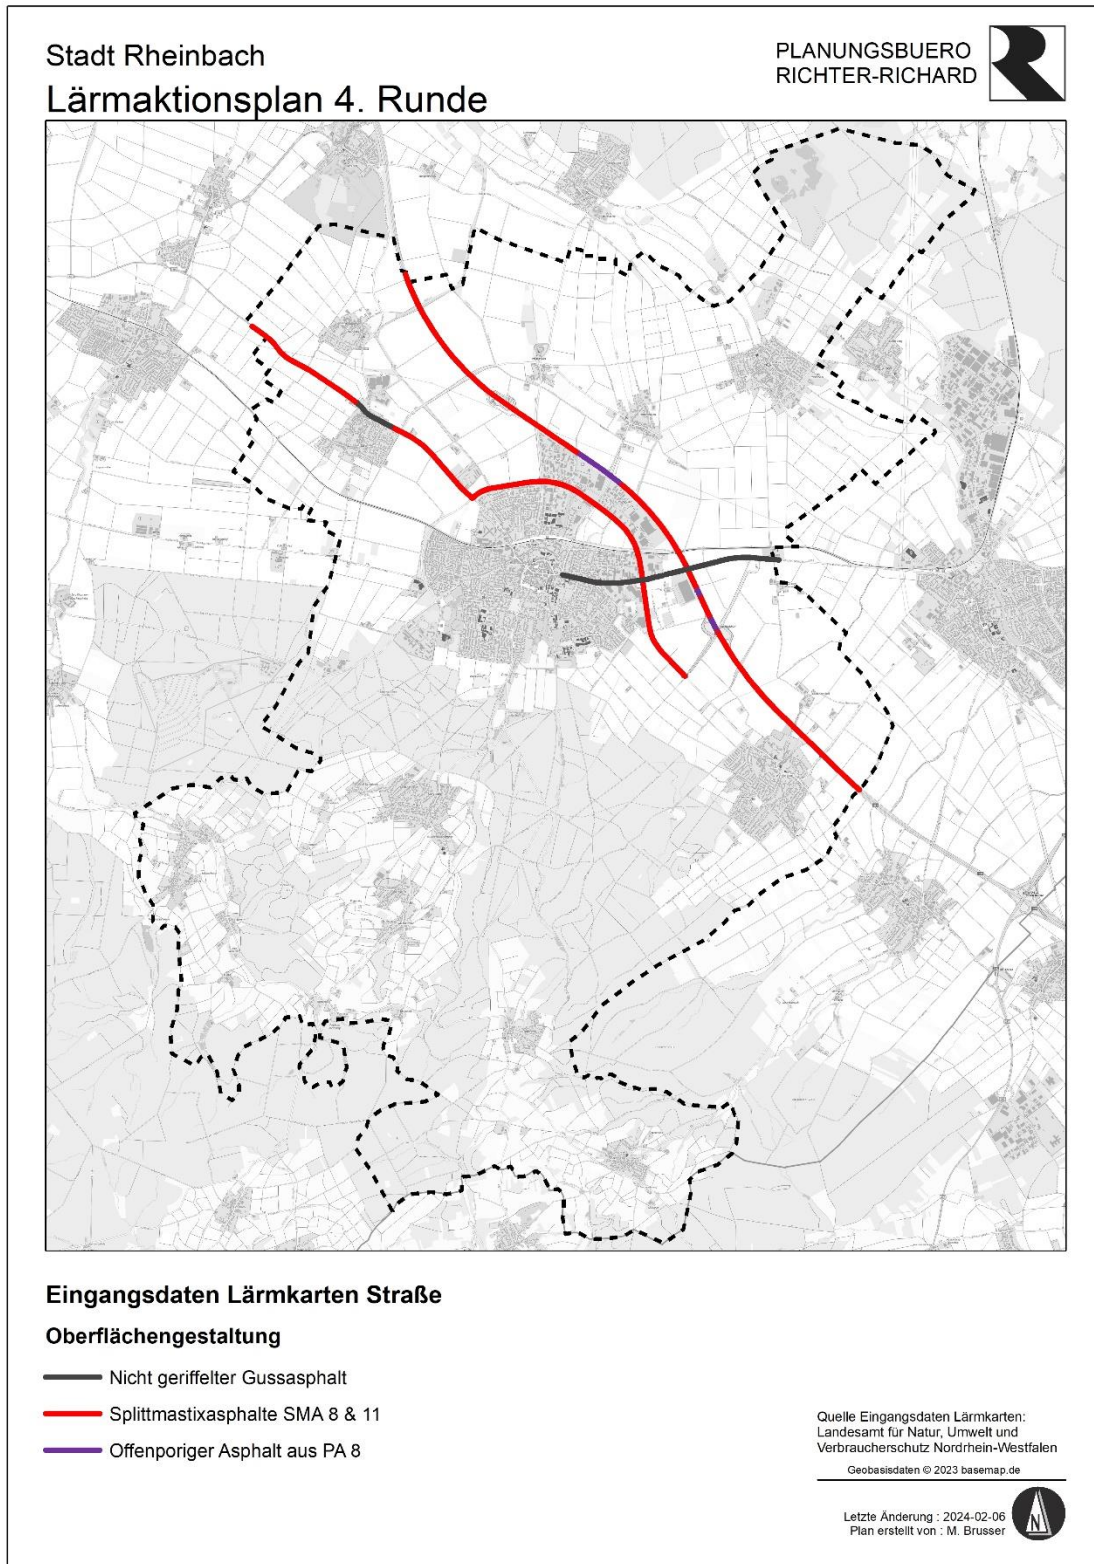 Stadt Rheinbach
Lärmaktionsplan 4. Runde
PLANUNGSBUERO
RICHTER-RICHARD
Eingangsdaten Lärmkarten Straße
Oberflächengestaltung
Nicht geriffelter Gussasphalt
Splittmastixasphalte SMA 8 & 11
Offenporiger Asphalt aus PA 8
Quelle Eingangsdaten Lärmkarten:
Landesamt für Natur, Umwelt und
Verbraucherschutz Nordrhein-Westfalen
Geobasisdaten © 2023 basemap.de
Letzte Änderung : 2024-02-06
Plan erstellt von : M. Brusser
N